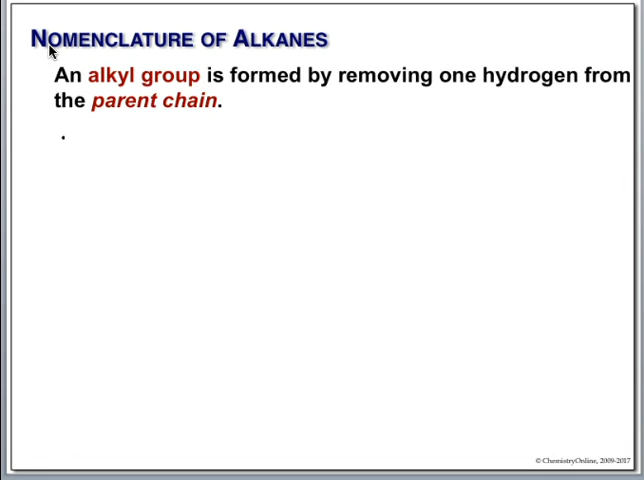 NOMENCLATURE OF ALKANES
An alkyl group is formed by removing one hydrogen from
the parent chain.
.
© ChemistryOnline, 2009-2017